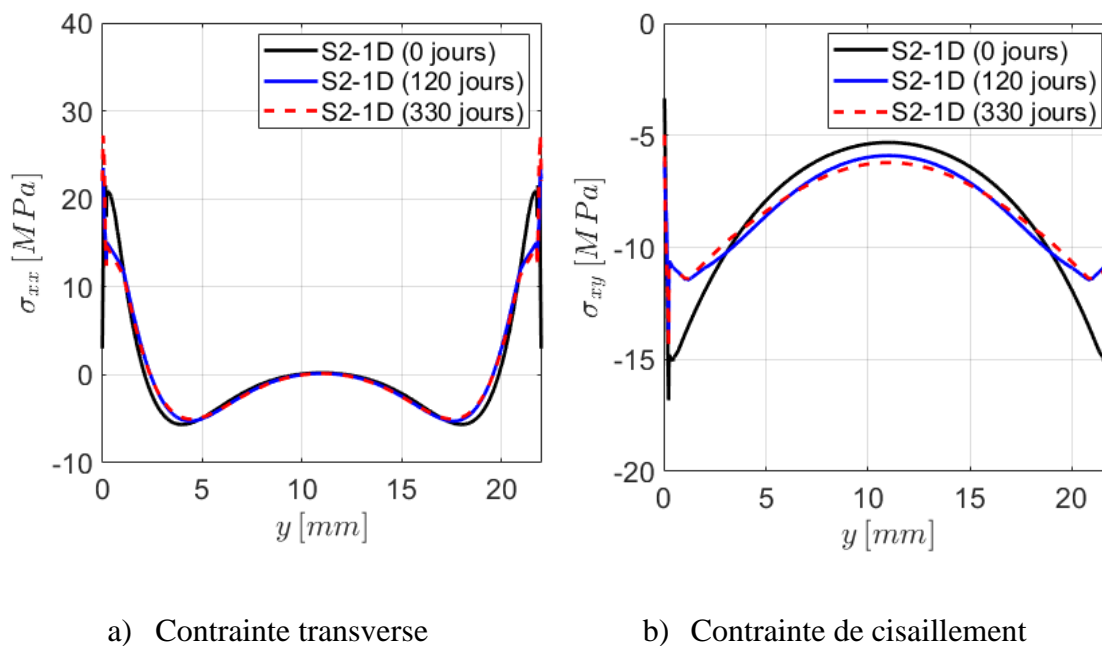 40
30
20
10
0
-10
σxx [MPa]
S2-1D (0 jours)
S2-1D (120 jours)
S2-1D (330 jours)
0 5 10 15 20
y [mm]
0
-5
-10
-15
-20
σxy [MPa]
S2-1D (0 jours)
S2-1D (120 jours)
S2-1D (330 jours)
0 5 10 15 20
y [mm]
a) Contrainte transverse
b) Contrainte de cisaillement